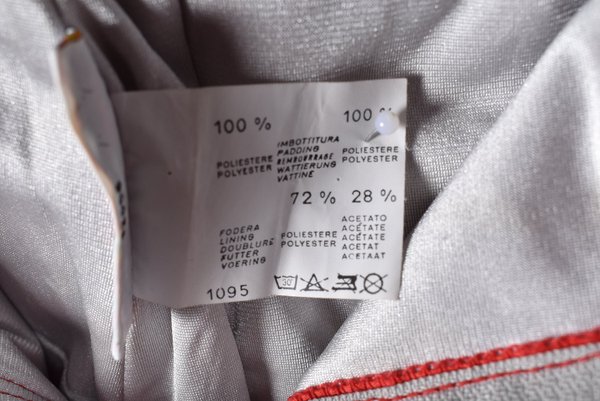 100 % 100 %
IMBOTTITURA
PADDING
POLIESTERE REMBOURRAGE POLIESTERE
POLYESTER WATTIERUNG POLYESTER
VATTINE
72 % 28 %
ACETATO
FODERA ACETATE
LINING POLIESTERE ACÉTATE
DOUBLURE POLYESTER ACETATE
FUTTER ACETAT
VOERING ACETAAT
1095 30°